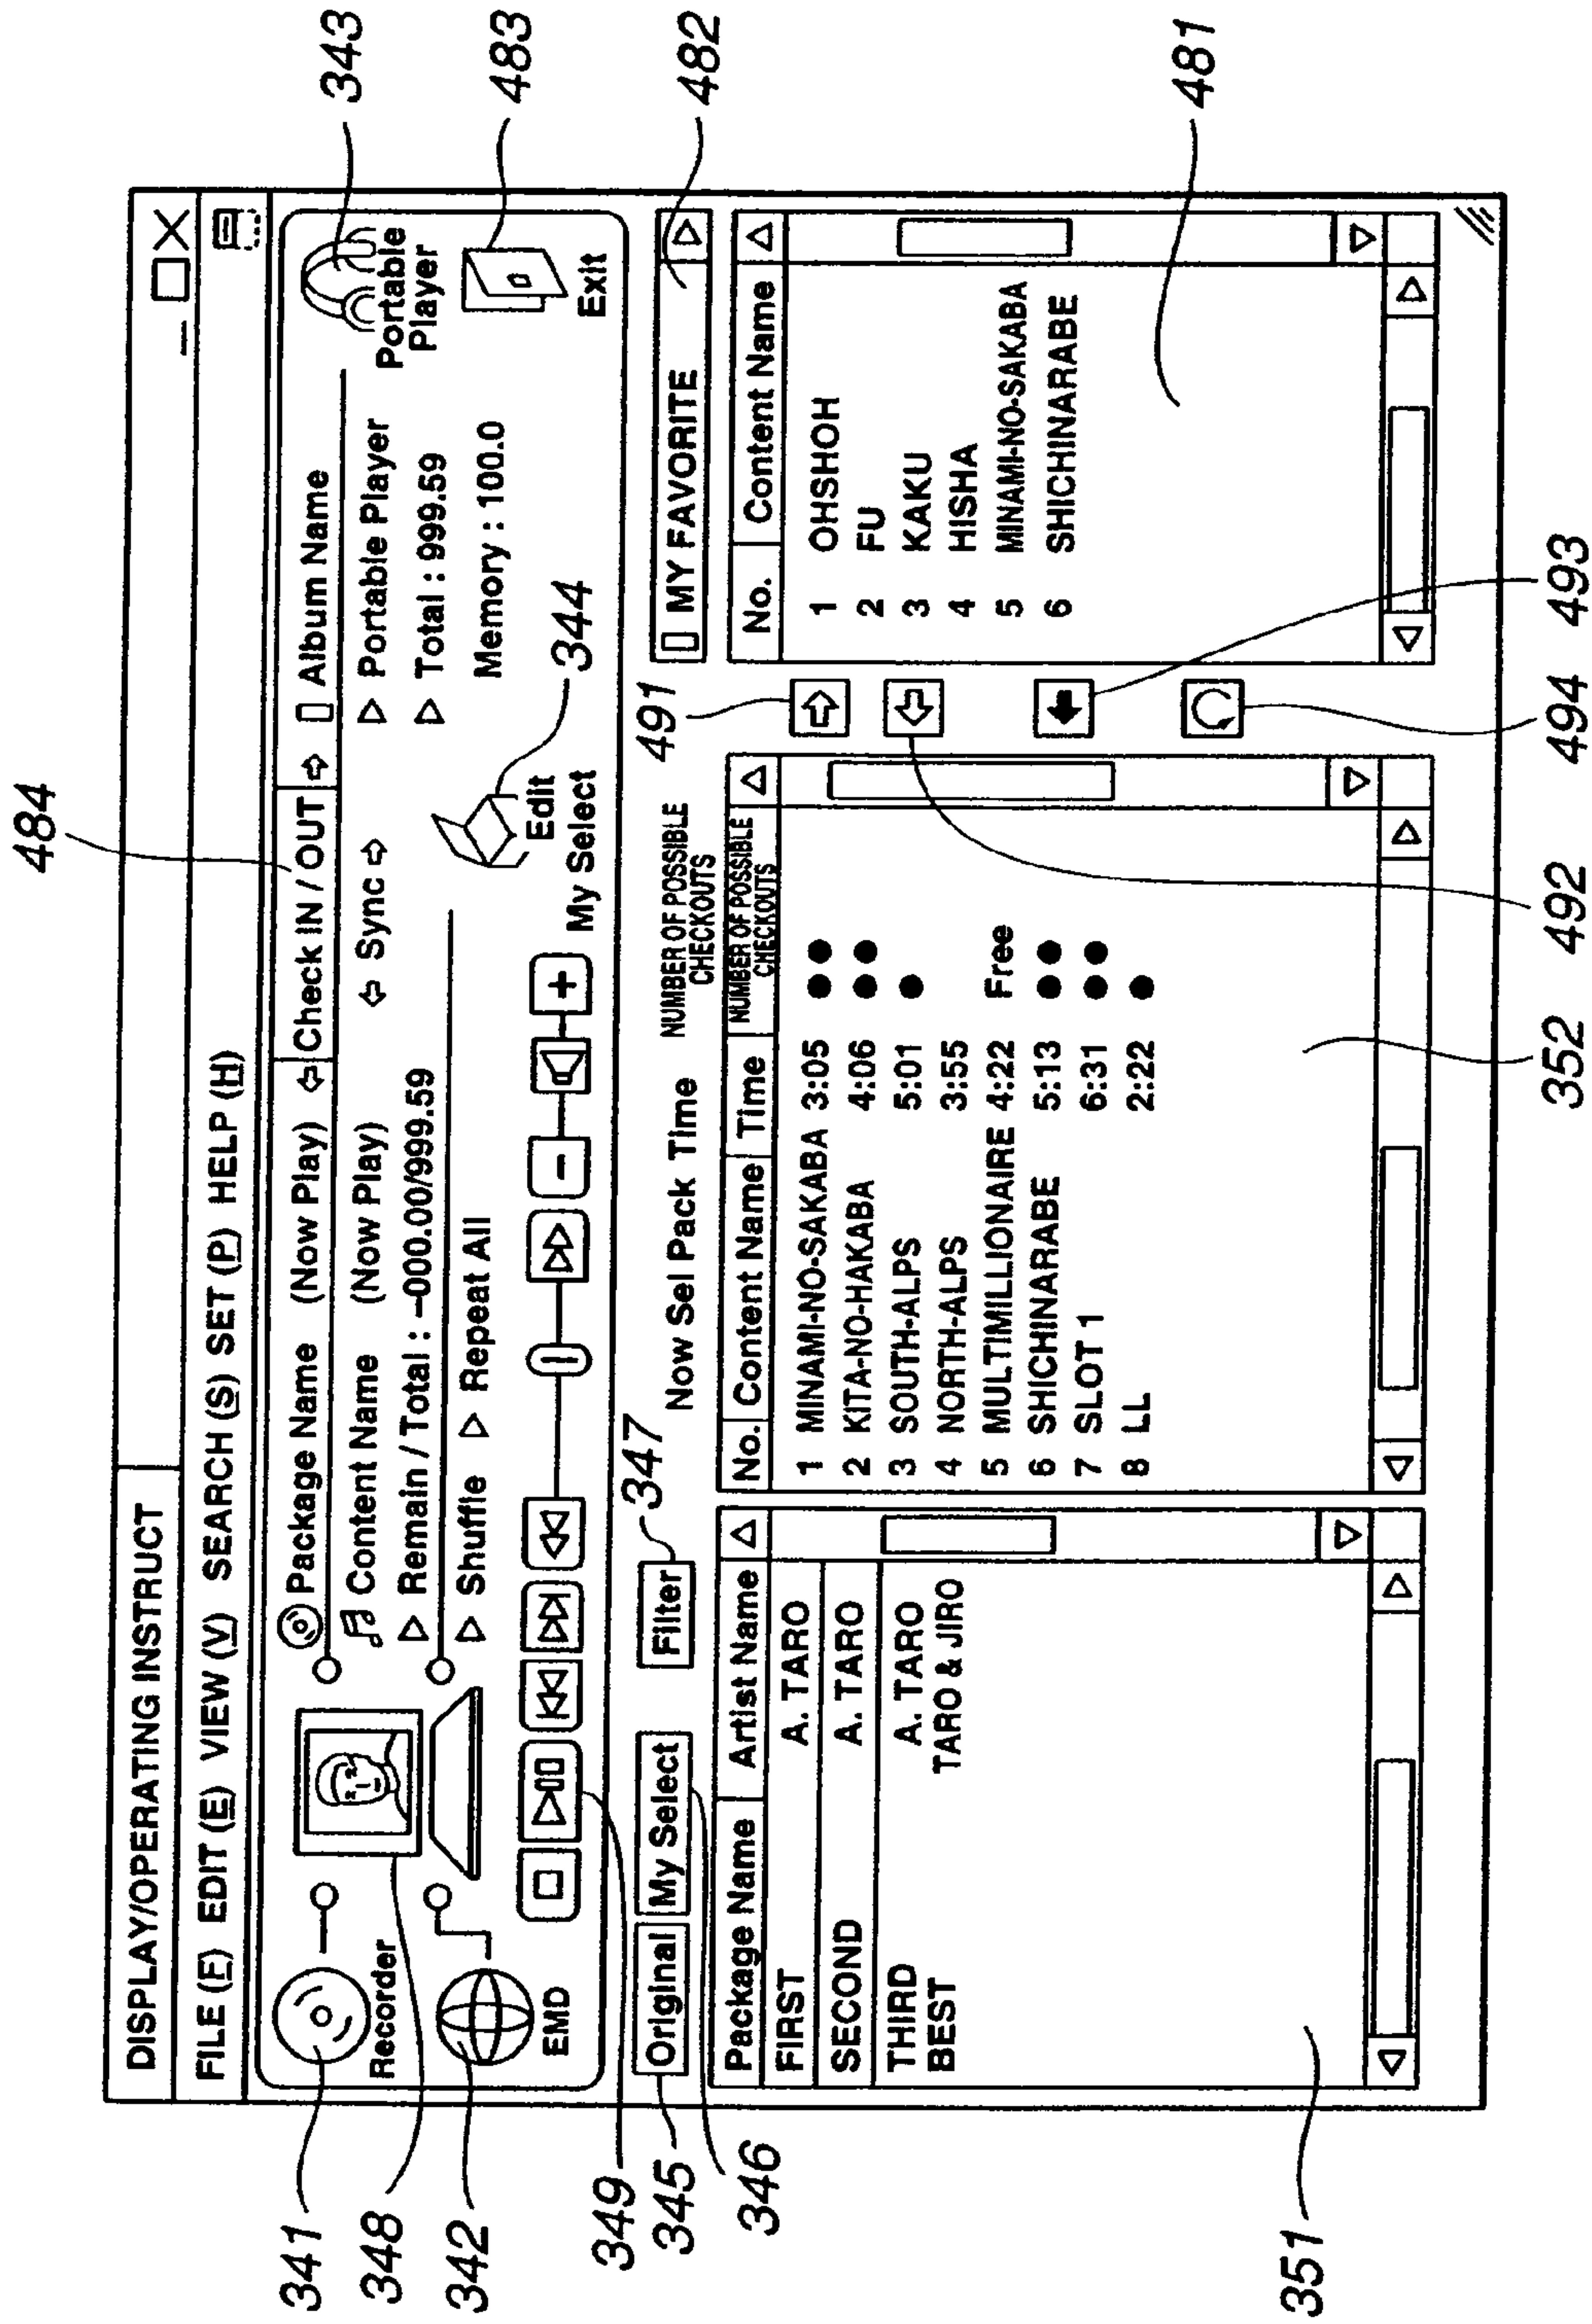 484
DISPLAY/OPERATING INSTRUCT
FILE (F) EDIT (E) VIEW (V) SEARCH (S) SET (P) HELP (H)
341
Recorder
348
342
EMD
Package Name (Now Play)
Check IN / OUT
Album Name
343
Content Name (Now Play)
Sync
Portable Player
Portable
Player
Remain / Total : -000.00/999.59
Total : 999.59
483
Shuffle
Repeat All
Memory : 100.0
Exit
344
Edit
My Select
- +
349
345
Original
My Select
346
Filter
347
Now Sel Pack Time
NUMBER OF POSSIBLE
CHECKOUTS
491
MY FAVORITE
482
Package Name Artist Name
FIRST A. TARO
SECOND A. TARO
THIRD A. TARO
BEST TARO & JIRO
351
No. Content Name Time NUMBER OF POSSIBLE
CHECKOUTS
1 MINAMI-NO-SAKABA 3:05 ●●
2 KITA-NO-HAKABA 4:06 ●●
3 SOUTH-ALPS 5:01 ●
4 NORTH-ALPS 3:55
5 MULTIMILLIONAIRE 4:22 Free
6 SHICHINARABE 5:13 ●●
7 SLOT 1 6:31 ●●
8 LL 2:22 ●
352
492
494
493
No. Content Name
1 OHSHOH
2 FU
3 KAKU
4 HISHA
5 MINAMI-NO-SAKABA
6 SHICHINARABE
481